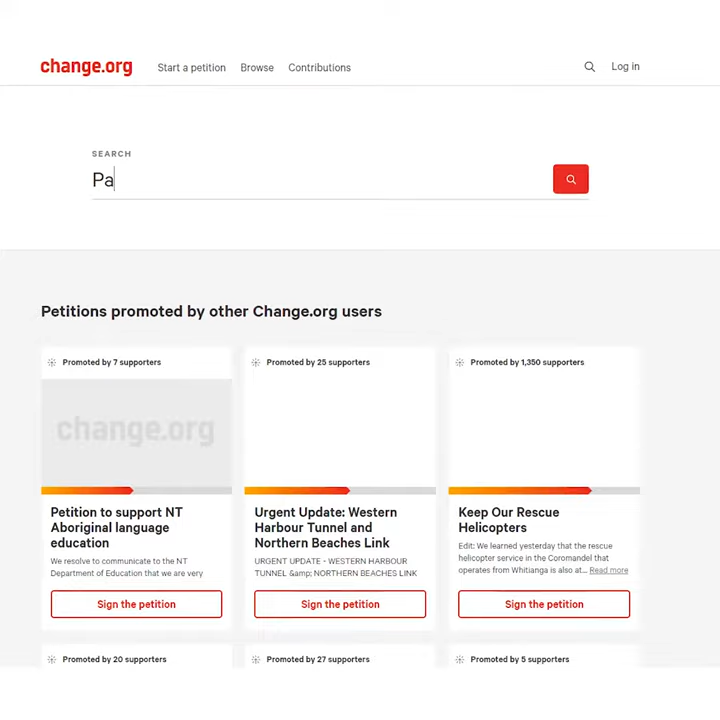 change.org Start a petition Browse Contributions Log in
SEARCH
Pa
Petitions promoted by other Change.org users
Promoted by 7 supporters
change.org
Petition to support NT
Aboriginal language
education
We resolve to communicate to the NT
Department of Education that we are very
Sign the petition
Promoted by 25 supporters
Urgent Update: Western
Harbour Tunnel and
Northern Beaches Link
URGENT UPDATE - WESTERN HARBOUR
TUNNEL &amp; NORTHERN BEACHES LINK
Sign the petition
Promoted by 1,350 supporters
Keep Our Rescue
Helicopters
Edit: We learned yesterday that the rescue
helicopter service in the Coromandel that
operates from Whitianga is also at... Read more
Sign the petition
Promoted by 20 supporters
Promoted by 27 supporters
Promoted by 5 supporters